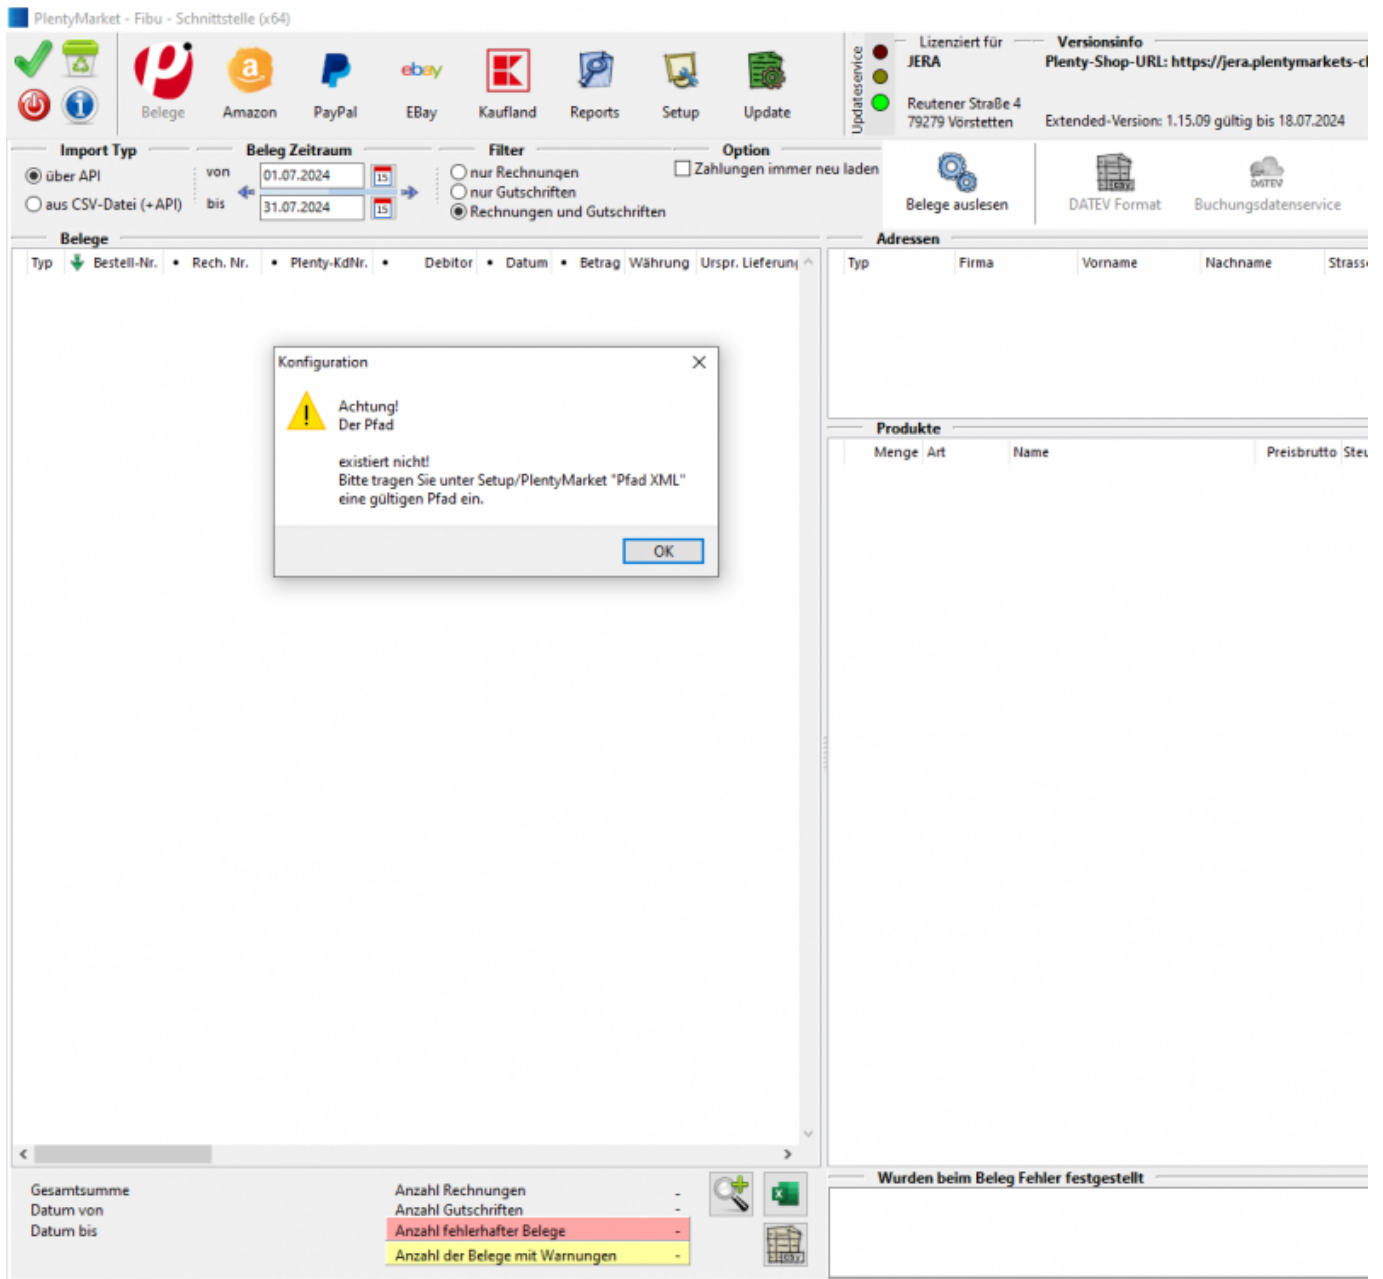 PlentyMarket - Fibu - Schnittstelle (x64)
Belege
Amazon
PayPal
ebay
EBay
Kaufland
Reports
Setup
Update
Updateservice
Lizenziert für
JERA
Reutener Straße 4
79279 Vörstetten
Versionsinfo
Plenty-Shop-URL: https://jera.plentymarkets-cl
Extended-Version: 1.15.09 gültig bis 18.07.2024
Import Typ
über API
aus CSV-Datei (+API)
Beleg Zeitraum
von 01.07.2024 15
bis 31.07.2024 15
Filter
nur Rechnungen
nur Gutschriften
Rechnungen und Gutschriften
Option
Zahlungen immer neu laden
Belege auslesen
CSV
DATEV Format
DATEV
Buchungsdatenservice
Belege
Typ Bestell-Nr. • Rech. Nr. • Plenty-KdNr. • Debitor • Datum • Betrag Währung Urspr. Lieferung
Adressen
Typ Firma Vorname Nachname Strass
Konfiguration
Achtung!
Der Pfad
existiert nicht!
Bitte tragen Sie unter Setup/PlentyMarket "Pfad XML"
eine gültigen Pfad ein.
OK
Produkte
Menge Art Name Preisbrutto Steu
Gesamtsumme
Datum von
Datum bis
Anzahl Rechnungen -
Anzahl Gutschriften -
Anzahl fehlerhafter Belege -
Anzahl der Belege mit Warnungen -
CSV
Wurden beim Beleg Fehler festgestellt